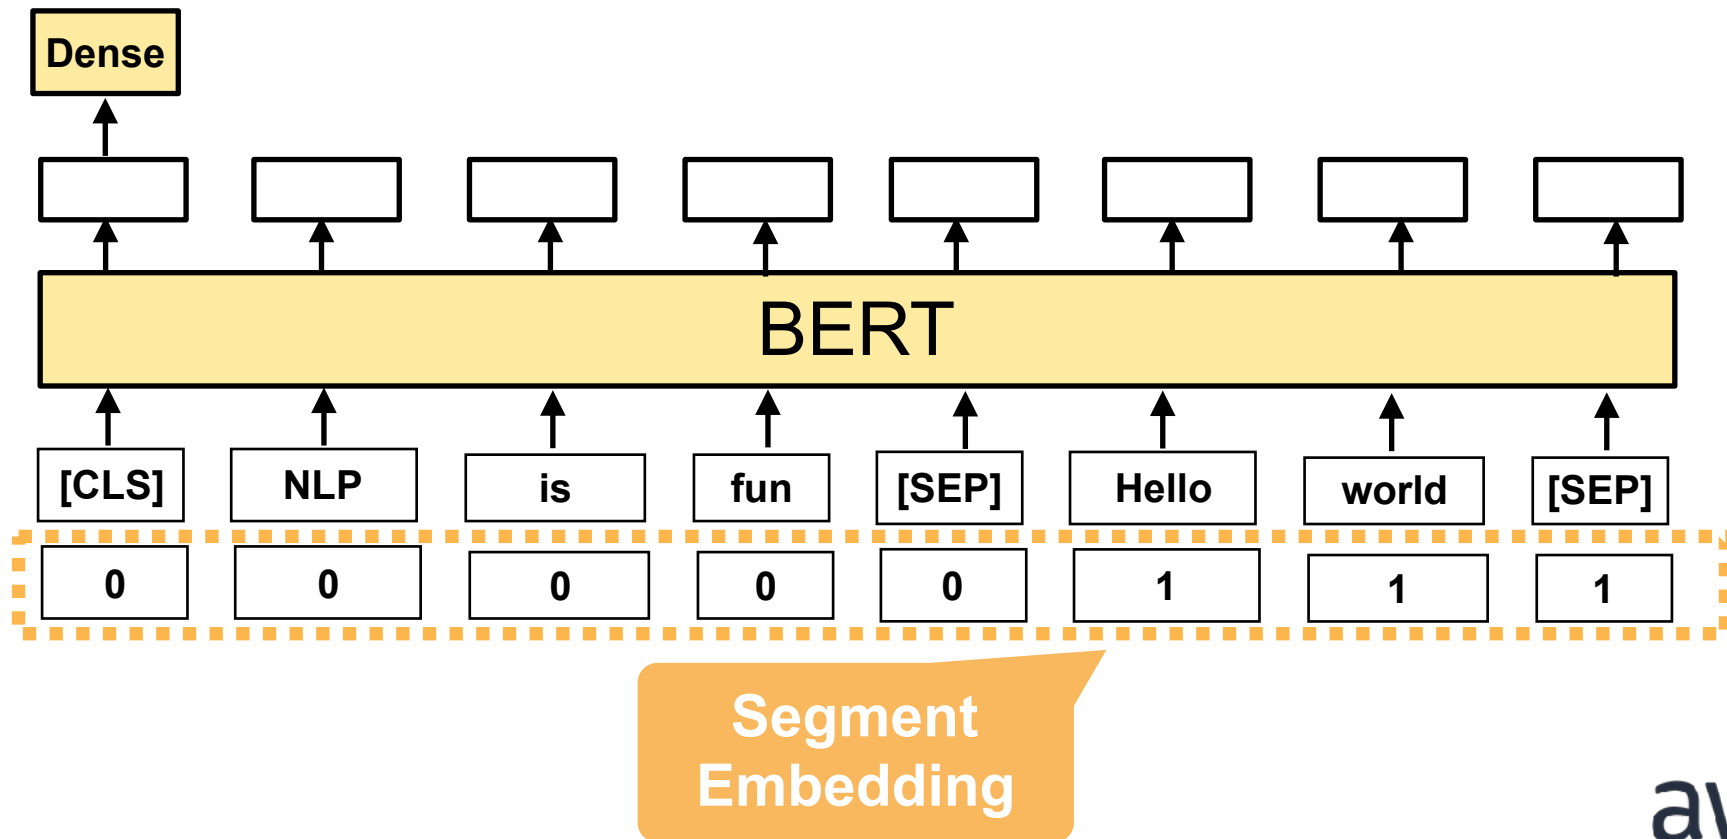 Dense
BERT
[CLS] NLP is fun [SEP] Hello world [SEP]
0 0 0 0 0 1 1 1
Segment
Embedding